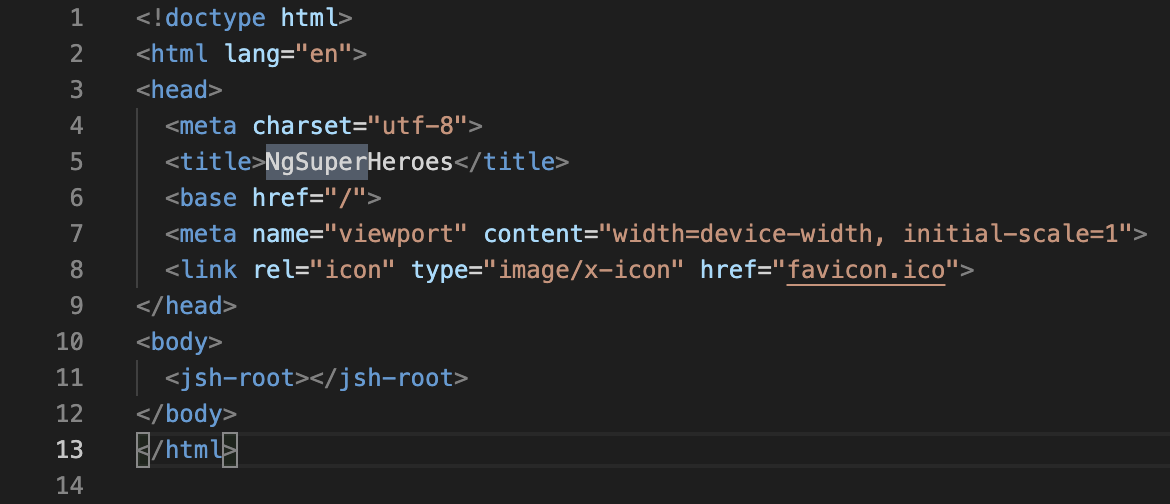 1 <!doctype html>
2 <html lang="en">
3 <head>
4   <meta charset="utf-8">
5   <title>NgSuperHeroes</title>
6   <base href="/">
7   <meta name="viewport" content="width=device-width, initial-scale=1">
8   <link rel="icon" type="image/x-icon" href="favicon.ico">
9 </head>
10 <body>
11   <jsh-root></jsh-root>
12 </body>
13 </html>
14